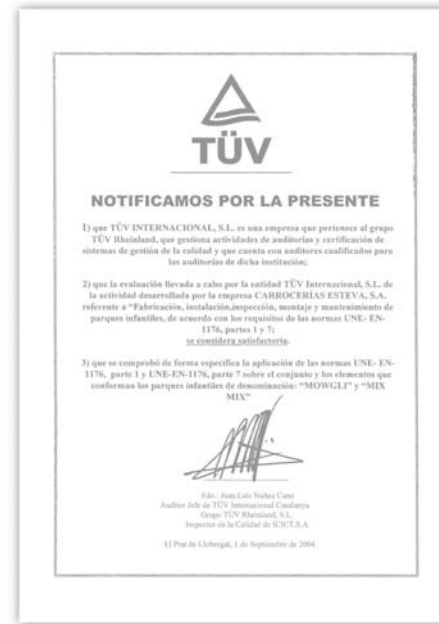 TÜV
NOTIFICAMOS POR LA PRESENTE
1) que TÜV INTERNACIONAL, S.L. es una empresa que pertenece al grupo
TÜV Rheinland, que gestiona actividades de auditorias y certificación de
sistemas de gestión de la calidad y que cuenta con auditores cualificados para
las auditorias de dicha institución;
2) que la evaluación llevada a cabo por la entidad TÜV Internacional, S.L. de
la actividad desarrollada por la empresa CARROCERÍAS ESTEVA, S.A.
referente a "Fabricación, instalación,inspección, montaje y mantenimiento de
parques infantiles, de acuerdo con los requisitos de las normas UNE- EN-
1176, partes 1 y 7;
se considera satisfactoria.
3) que se comprobó de forma específica la aplicación de las normas UNE- EN-
1176, parte 1 y UNE-EN-1176, parte 7 sobre el conjunto y los elementos que
conforman los parques infantiles de denominación: "MOWGLI" y "MIX
MIX"
Fdo.: Juan Luis Nuñez Cano
Auditor Jefe de TÜV Internacional Catalunya
Grupo TÜV Rheinland, S.L.
Inspector en la Calidad de ICICT,S.A
El Prat de Llobregat, 1 de Septiembre de 2004